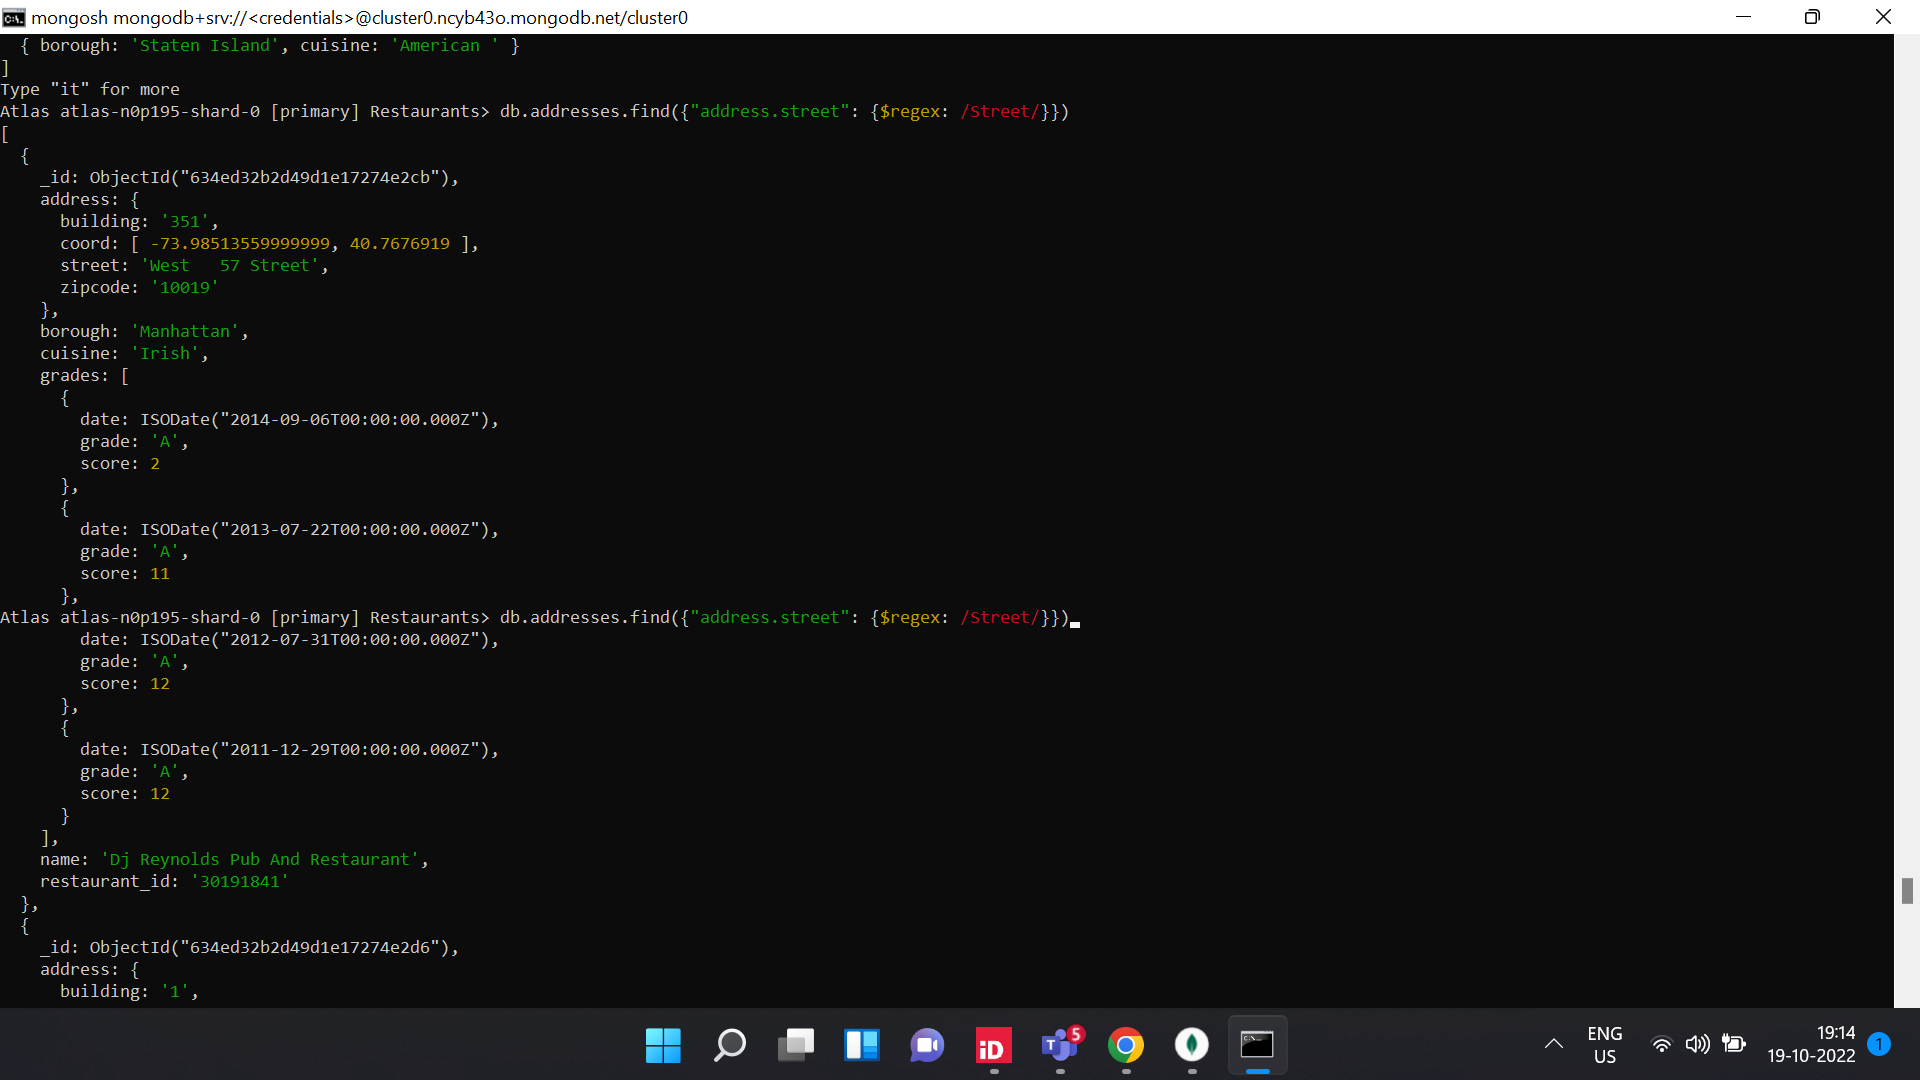 mongosh mongodb+srv://<credentials>@cluster0.ncyb43o.mongodb.net/cluster0
{ borough: 'Staten Island', cuisine: 'American ' }
]
Type "it" for more
Atlas atlas-n0p195-shard-0 [primary] Restaurants> db.addresses.find({"address.street": {$regex: /Street/}})
[
{
_id: ObjectId("634ed32b2d49d1e17274e2cb"),
address: {
building: '351',
coord: [ -73.98513559999999, 40.7676919 ],
street: 'West   57 Street',
zipcode: '10019'
},
borough: 'Manhattan',
cuisine: 'Irish',
grades: [
{
date: ISODate("2014-09-06T00:00:00.000Z"),
grade: 'A',
score: 2
},
{
date: ISODate("2013-07-22T00:00:00.000Z"),
grade: 'A',
score: 11
},
Atlas atlas-n0p195-shard-0 [primary] Restaurants> db.addresses.find({"address.street": {$regex: /Street/}})
date: ISODate("2012-07-31T00:00:00.000Z"),
grade: 'A',
score: 12
},
{
date: ISODate("2011-12-29T00:00:00.000Z"),
grade: 'A',
score: 12
}
],
name: 'Dj Reynolds Pub And Restaurant',
restaurant_id: '30191841'
},
{
_id: ObjectId("634ed32b2d49d1e17274e2d6"),
address: {
building: '1',
iD
T 5
ENG
US
19:14
19-10-2022
1